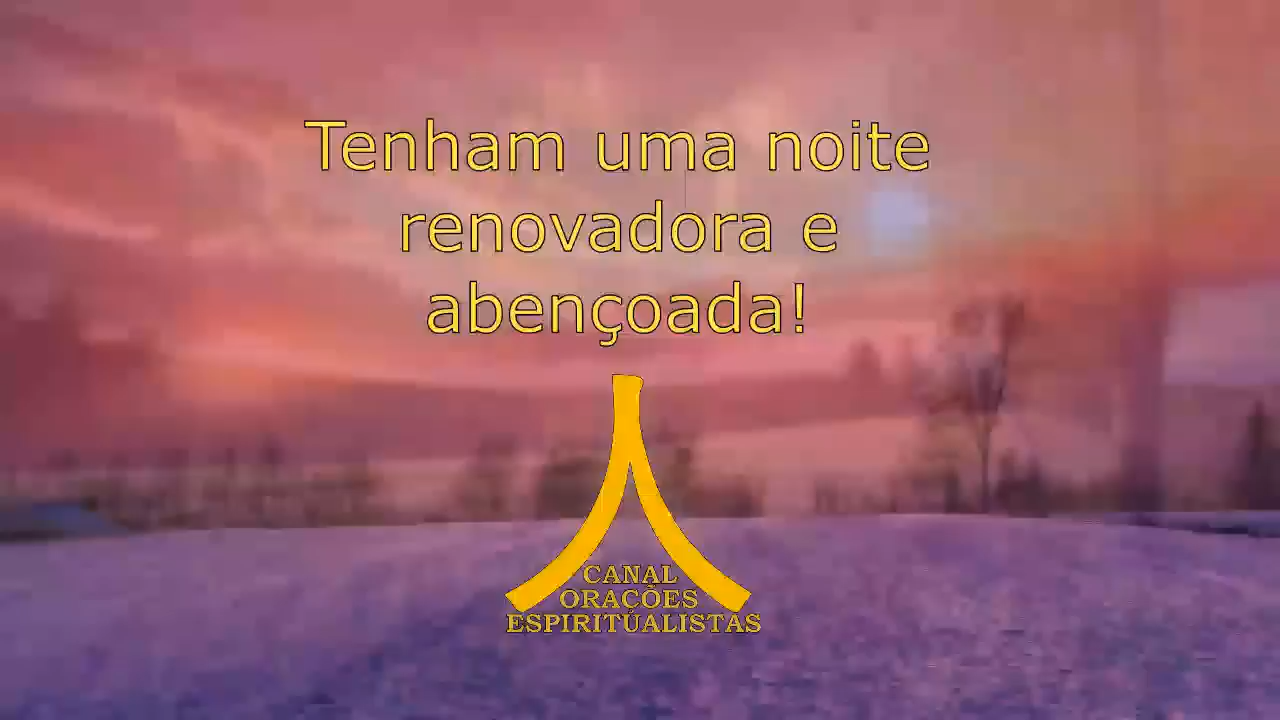 Tenham uma noite
renovadora e
abençoada!
CANAL
ORAÇÕES
ESPIRITUALISTAS